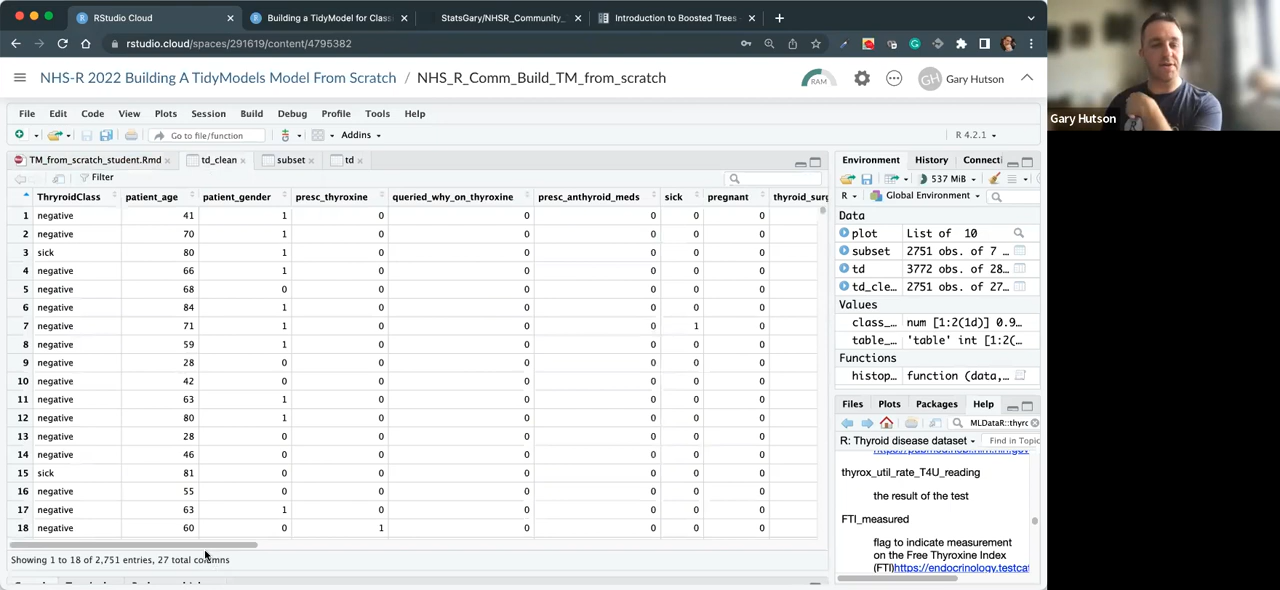 RStudio Cloud
Building a TidyModel for Class
StatsGary/NHSR_Community_
Introduction to Boosted Trees
rstudio.cloud/spaces/291619/content/4795382
NHS-R 2022 Building A TidyModels Model From Scratch / NHS_R_Comm_Build_TM_from_scratch
RAM
GH Gary Hutson
File Edit Code View Plots Session Build Debug Profile Tools Help
Go to file/function Addins R 4.2.1
TM_from_scratch_student.Rmd td_clean subset td
Filter
ThryroidClass patient_age patient_gender presc_thyroxine queried_why_on_thyroxine presc_anthyroid_meds sick pregnant thyroid_surg
1 negative 41 1 0 0 0 0 0
2 negative 70 1 0 0 0 0 0
3 sick 80 1 0 0 0 0 0
4 negative 66 1 0 0 0 0 0
5 negative 68 0 0 0 0 0 0
6 negative 84 1 0 0 0 0 0
7 negative 71 1 0 0 0 1 0
8 negative 59 1 0 0 0 0 0
9 negative 28 0 0 0 0 0 0
10 negative 42 0 0 0 0 0 0
11 negative 63 1 0 0 0 0 0
12 negative 80 1 0 0 0 0 0
13 negative 28 0 0 0 0 0 0
14 negative 46 0 0 0 0 0 0
15 sick 81 0 0 0 0 0 0
16 negative 55 0 0 0 0 0 0
17 negative 63 1 0 0 0 0 0
18 negative 60 0 1 0 0 0 0
Showing 1 to 18 of 2,751 entries, 27 total columns
Environment History Connecti
537 MiB
R Global Environment
Data
plot List of 10
subset 2751 obs. of 7 …
td 3772 obs. of 28…
td_cle… 2751 obs. of 27…
Values
class_… num [1:2(1d)] 0.9…
table_… 'table' int [1:2(…
Functions
histop… function (data,…
Files Plots Packages Help
MLDataR::thyrc
R: Thyroid disease dataset Find in Topic
thyrox_util_rate_T4U_reading
the result of the test
FTI_measured
flag to indicate measurement
on the Free Thyroxine Index
(FTI)https://endocrinology.testcat
Gary Hutson